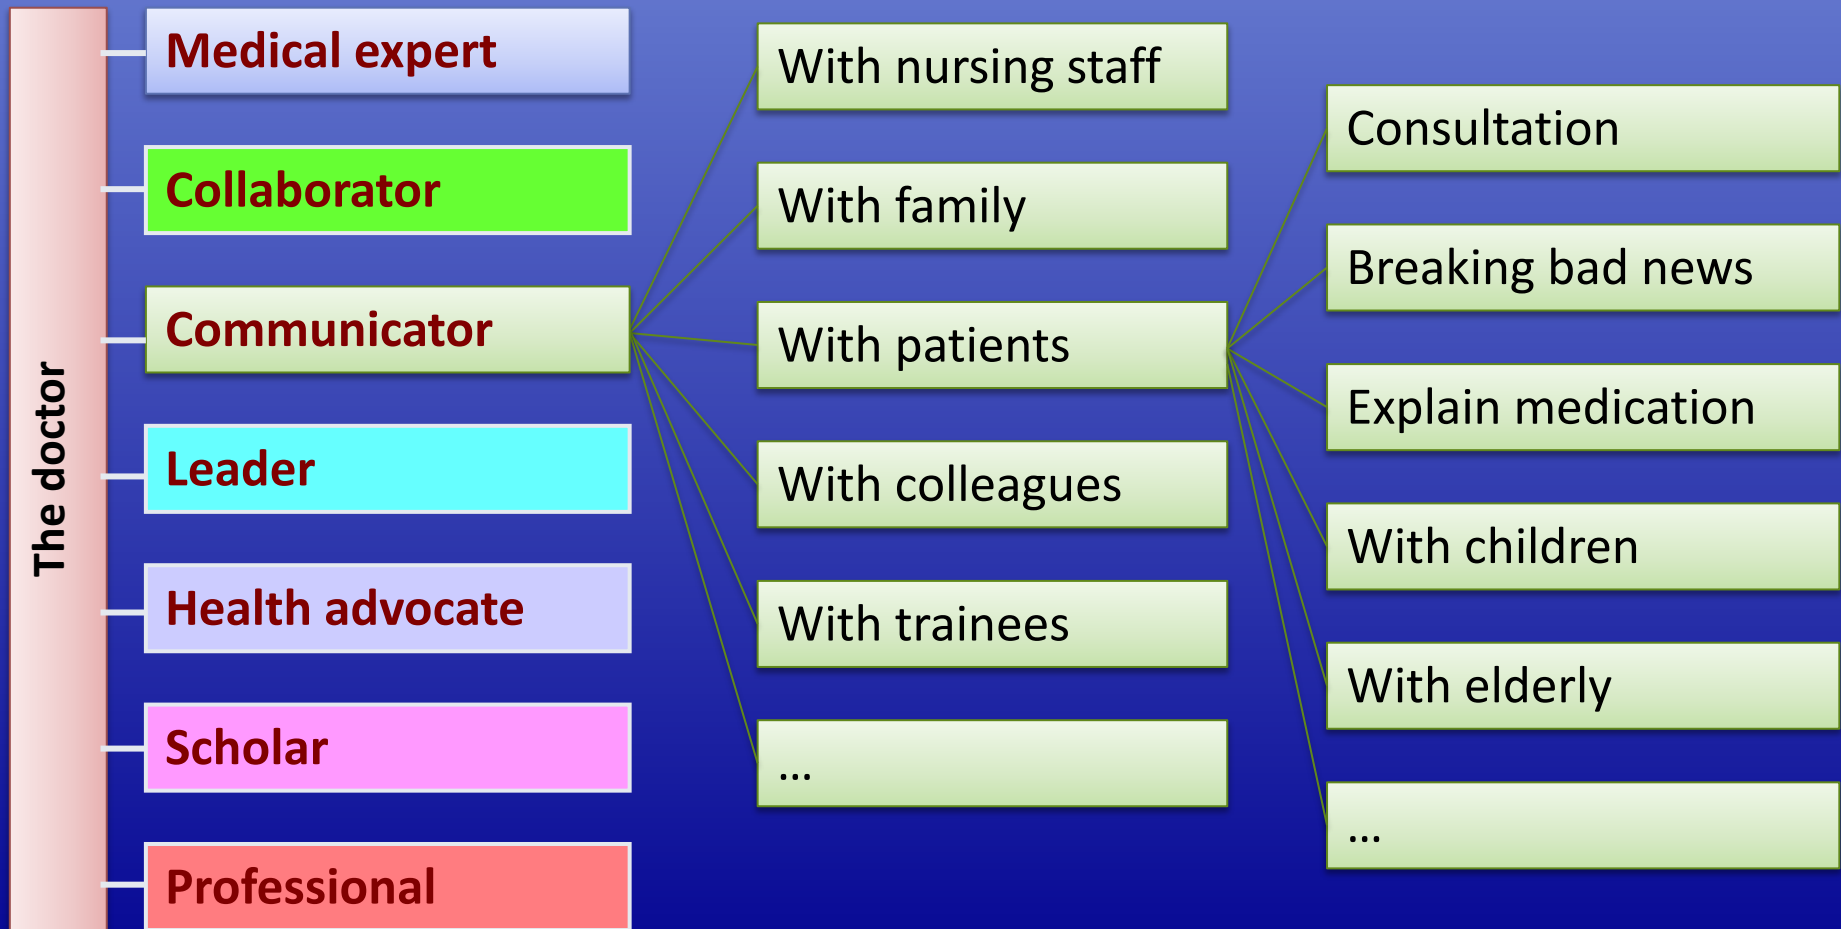 The doctor
Medical expert
Collaborator
Communicator
Leader
Health advocate
Scholar
Professional
With nursing staff
With family
With patients
With colleagues
With trainees
...
Consultation
Breaking bad news
Explain medication
With children
With elderly
...